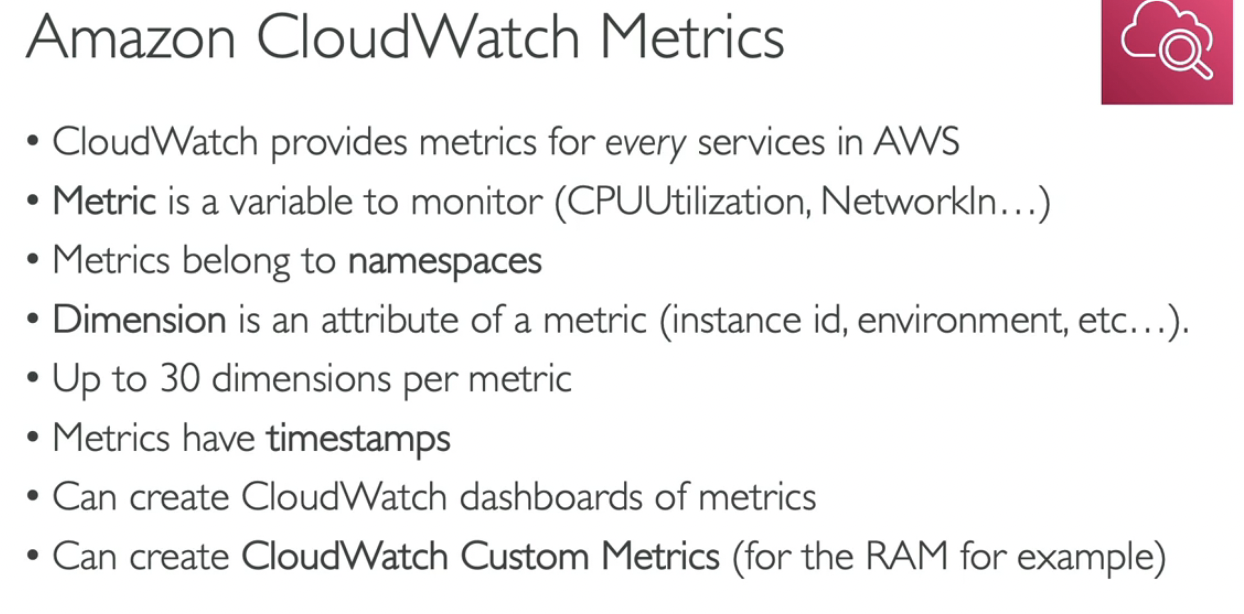 Amazon CloudWatch Metrics
• CloudWatch provides metrics for every services in AWS
• Metric is a variable to monitor (CPUUtilization, NetworkIn…)
• Metrics belong to namespaces
• Dimension is an attribute of a metric (instance id, environment, etc…).
• Up to 30 dimensions per metric
• Metrics have timestamps
• Can create CloudWatch dashboards of metrics
• Can create CloudWatch Custom Metrics (for the RAM for example)